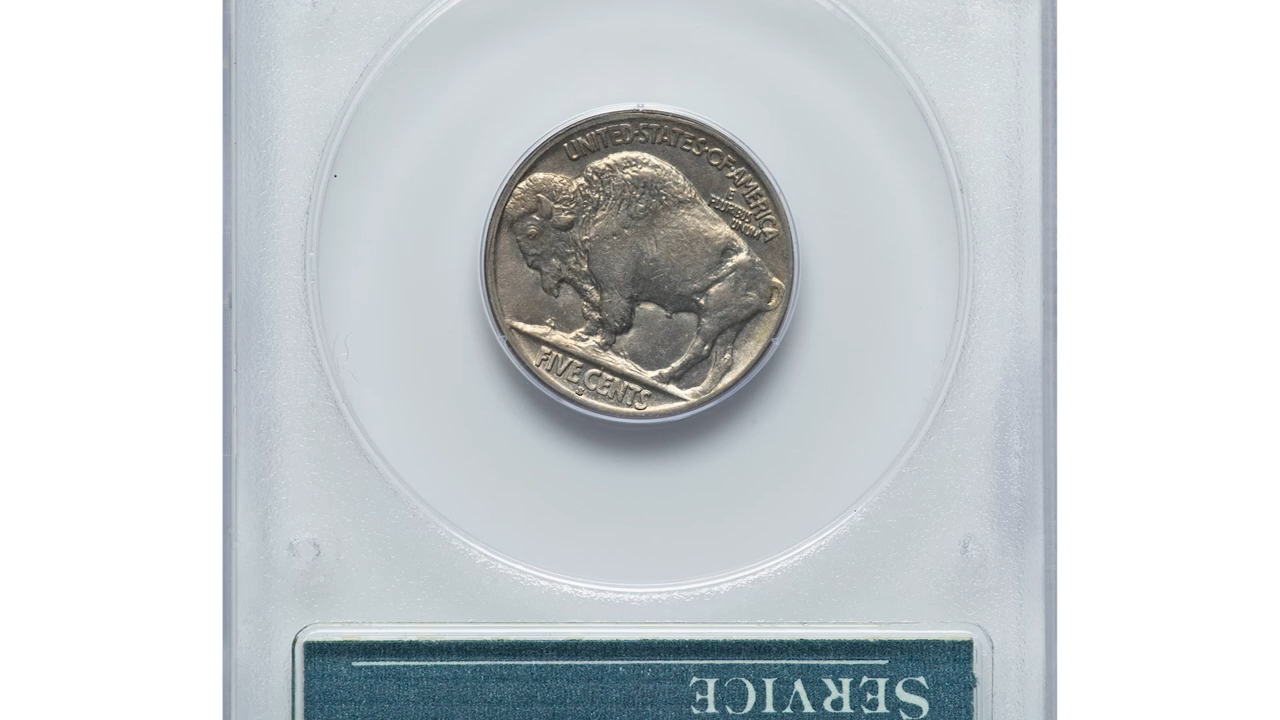 UNITED·STATES·OF·AMERICA
E
PLURIBUS
UNUM
FIVE CENTS
S
SERVICE